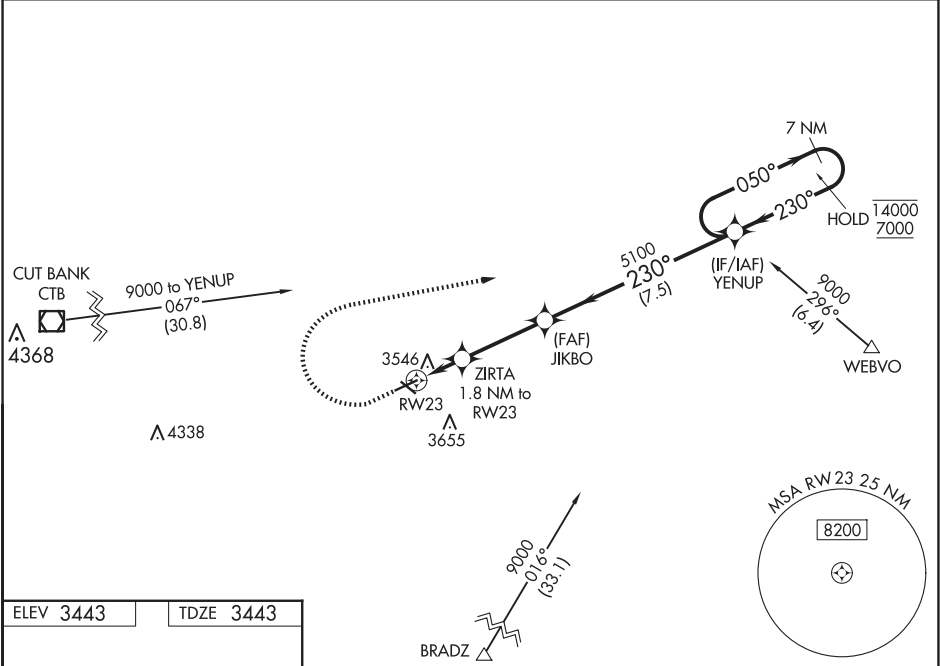 7 NM
050°
230°
HOLD
14000
7000
5100
230°
(7.5)
(IF/IAF)
YENUP
CUT BANK
CTB
9000 to YENUP
067°
(30.8)
4368
9000
296°
(6.4)
WEBVO
(FAF)
JIKBO
3546
ZIRTA
1.8 NM to
RW23
RW23
3655
4338
MSA RW 23 25 NM
8200
9000
016°
(33.1)
BRADZ
ELEV 3443
TDZE 3443